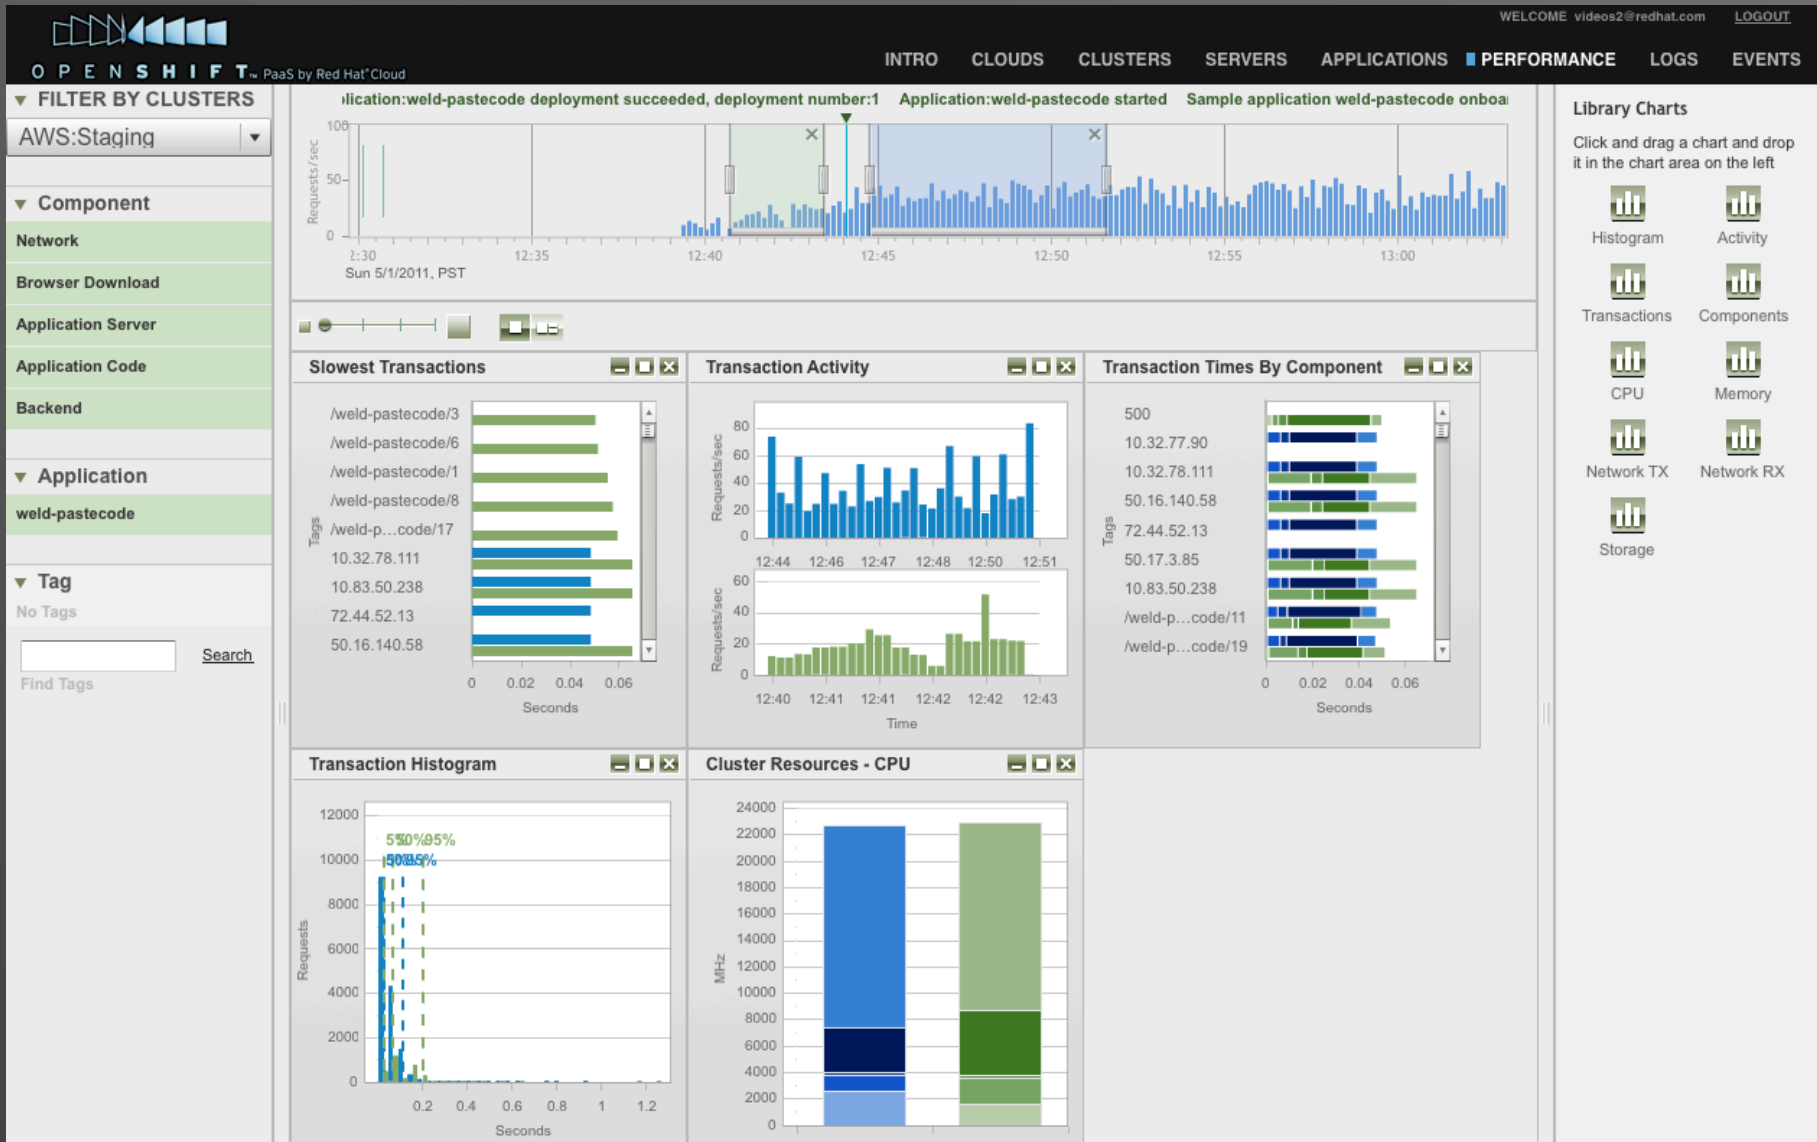 WELCOME videos2@redhat.com LOGOUT
OPENSHIFT™ PaaS by Red Hat® Cloud
INTRO CLOUDS CLUSTERS SERVERS APPLICATIONS PERFORMANCE LOGS EVENTS
FILTER BY CLUSTERS
AWS:Staging
Component
Network
Browser Download
Application Server
Application Code
Backend
Application
weld-pastecode
Tag
No Tags
Search
Find Tags
lication:weld-pastecode deployment succeeded, deployment number:1 Application:weld-pastecode started Sample application weld-pastecode onboa
Requests/sec
100
50
0
2:30 12:35 12:40 12:45 12:50 12:55 13:00
Sun 5/1/2011, PST
Slowest Transactions
Tags
/weld-pastecode/3
/weld-pastecode/6
/weld-pastecode/1
/weld-pastecode/8
/weld-p...code/17
10.32.78.111
10.83.50.238
72.44.52.13
50.16.140.58
0 0.02 0.04 0.06
Seconds
Transaction Activity
Requests/sec
80
60
40
20
0
12:44 12:46 12:47 12:48 12:50 12:51
Requests/sec
60
40
20
0
12:40 12:41 12:41 12:42 12:42 12:43
Time
Transaction Times By Component
Tags
500
10.32.77.90
10.32.78.111
50.16.140.58
72.44.52.13
50.17.3.85
10.83.50.238
/weld-p...code/11
/weld-p...code/19
0 0.02 0.04 0.06
Seconds
Transaction Histogram
Requests
12000
10000
8000
6000
4000
2000
0
50% 95%
0.2 0.4 0.6 0.8 1 1.2
Seconds
Cluster Resources - CPU
MHz
24000
22000
20000
18000
16000
14000
12000
10000
8000
6000
4000
2000
0
Library Charts
Click and drag a chart and drop
it in the chart area on the left
Histogram Activity
Transactions Components
CPU Memory
Network TX Network RX
Storage